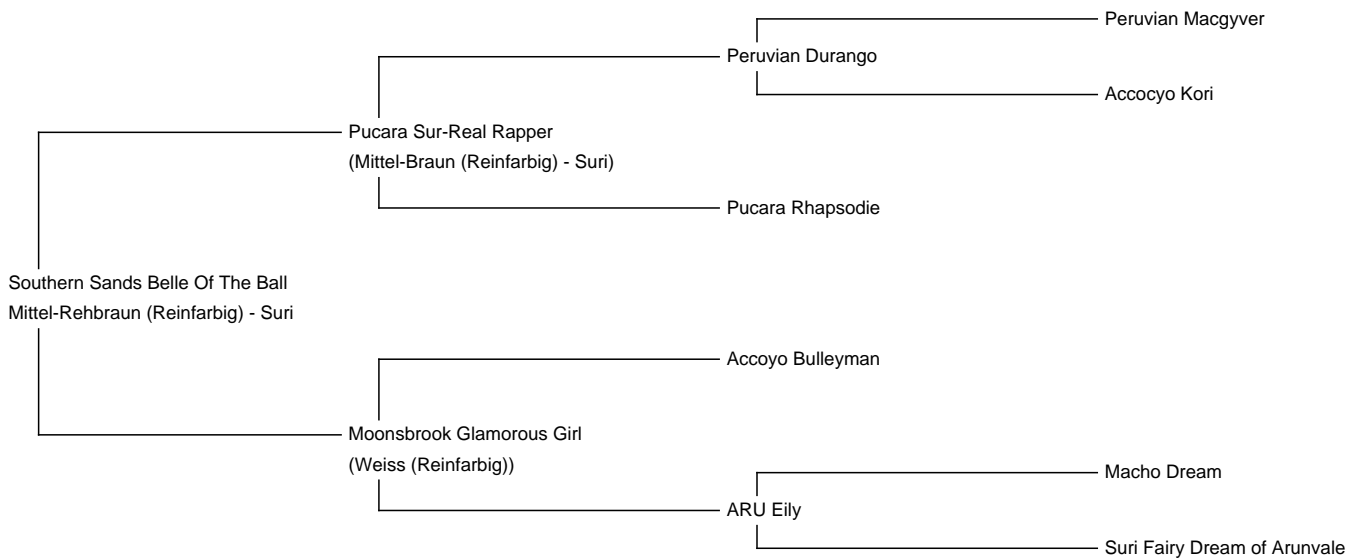 Peruvian Macgyver
Peruvian Durango
Accocyo Kori
Pucara Sur-Real Rapper
(Mittel-Braun (Reinfarbig) - Suri)
Pucara Rhapsodie
Southern Sands Belle Of The Ball
Mittel-Rehbraun (Reinfarbig) - Suri
Accoyo Bulleyman
Moonsbrook Glamorous Girl
(Weiss (Reinfarbig))
Macho Dream
ARU Eily
Suri Fairy Dream of Arunvale